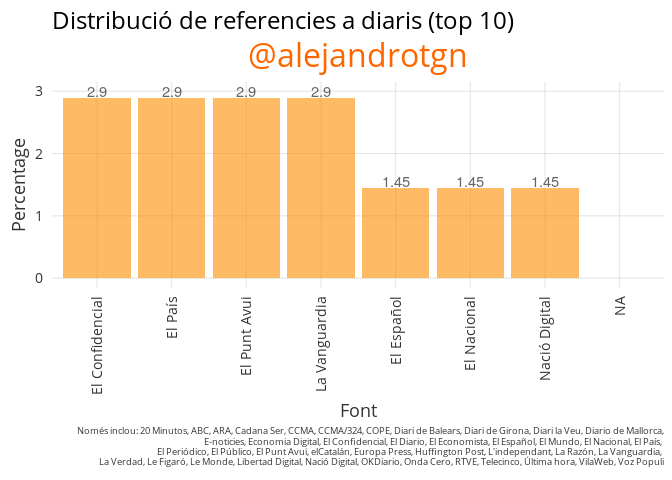 Distribució de referencies a diaris (top 10)
@alejandrotgn
Percentage
3
2
1
0
2.9
2.9
2.9
2.9
1.45
1.45
1.45
El Confidencial
El País
El Punt Avui
La Vanguardia
El Español
El Nacional
Nació Digital
NA
Font
Només inclou: 20 Minutos, ABC, ARA, Cadana Ser, CCMA, CCMA/324, COPE, Diari de Balears, Diari de Girona, Diari la Veu, Diario de Mallorca,
E-noticies, Economia Digital, El Confidencial, El Diario, El Economista, El Español, El Mundo, El Nacional, El País,
El Periódico, El Público, El Punt Avui, elCatalán, Europa Press, Huffington Post, L'independant, La Razón, La Vanguardia,
La Verdad, Le Figaró, Le Monde, Libertad Digital, Nació Digital, OKDiario, Onda Cero, RTVE, Telecinco, Última hora, VilaWeb, Voz Populi